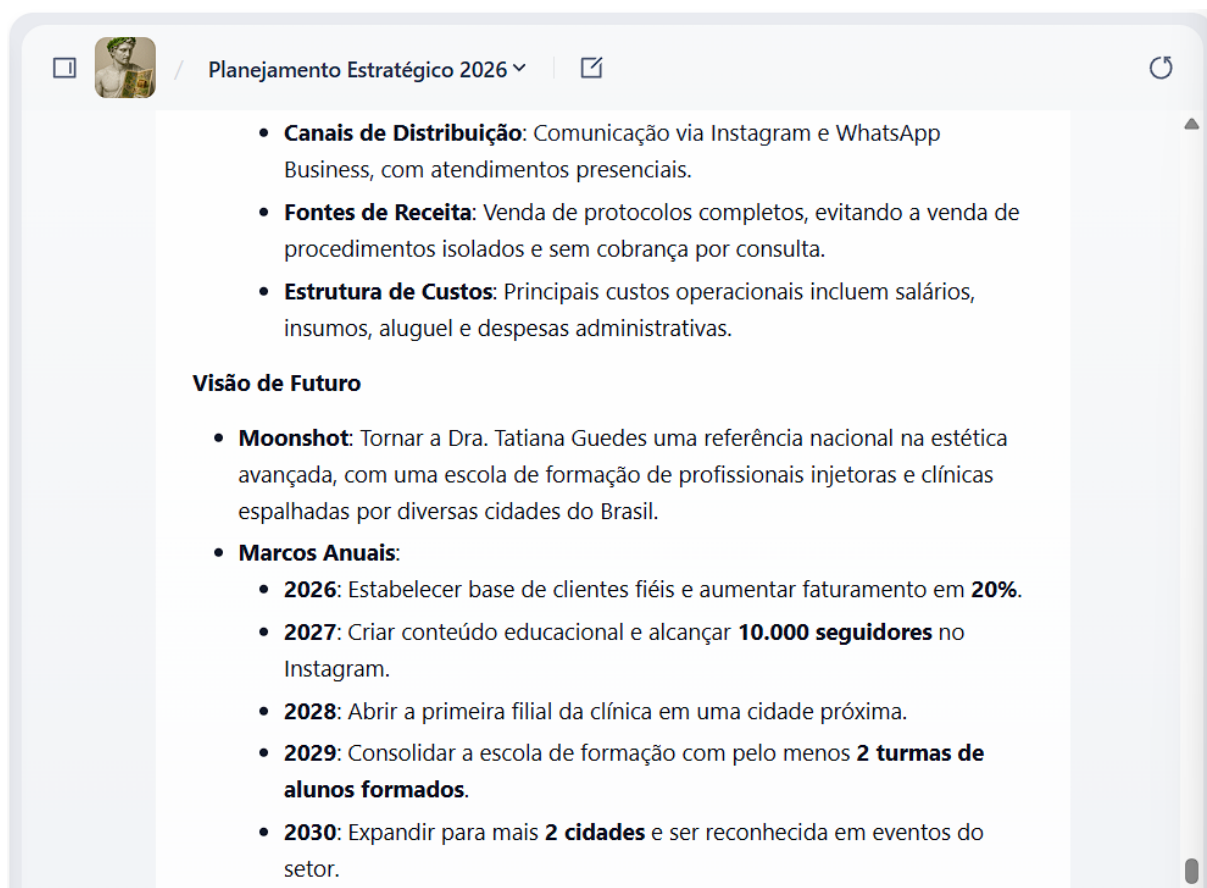 Planejamento Estratégico 2026
Canais de Distribuição: Comunicação via Instagram e WhatsApp
Business, com atendimentos presenciais.
Fontes de Receita: Venda de protocolos completos, evitando a venda de
procedimentos isolados e sem cobrança por consulta.
Estrutura de Custos: Principais custos operacionais incluem salários,
insumos, aluguel e despesas administrativas.
Visão de Futuro
Moonshot: Tornar a Dra. Tatiana Guedes uma referência nacional na estética
avançada, com uma escola de formação de profissionais injetoras e clínicas
espalhadas por diversas cidades do Brasil.
Marcos Anuais:
2026: Estabelecer base de clientes fiéis e aumentar faturamento em 20%.
2027: Criar conteúdo educacional e alcançar 10.000 seguidores no
Instagram.
2028: Abrir a primeira filial da clínica em uma cidade próxima.
2029: Consolidar a escola de formação com pelo menos 2 turmas de
alunos formados.
2030: Expandir para mais 2 cidades e ser reconhecida em eventos do
setor.